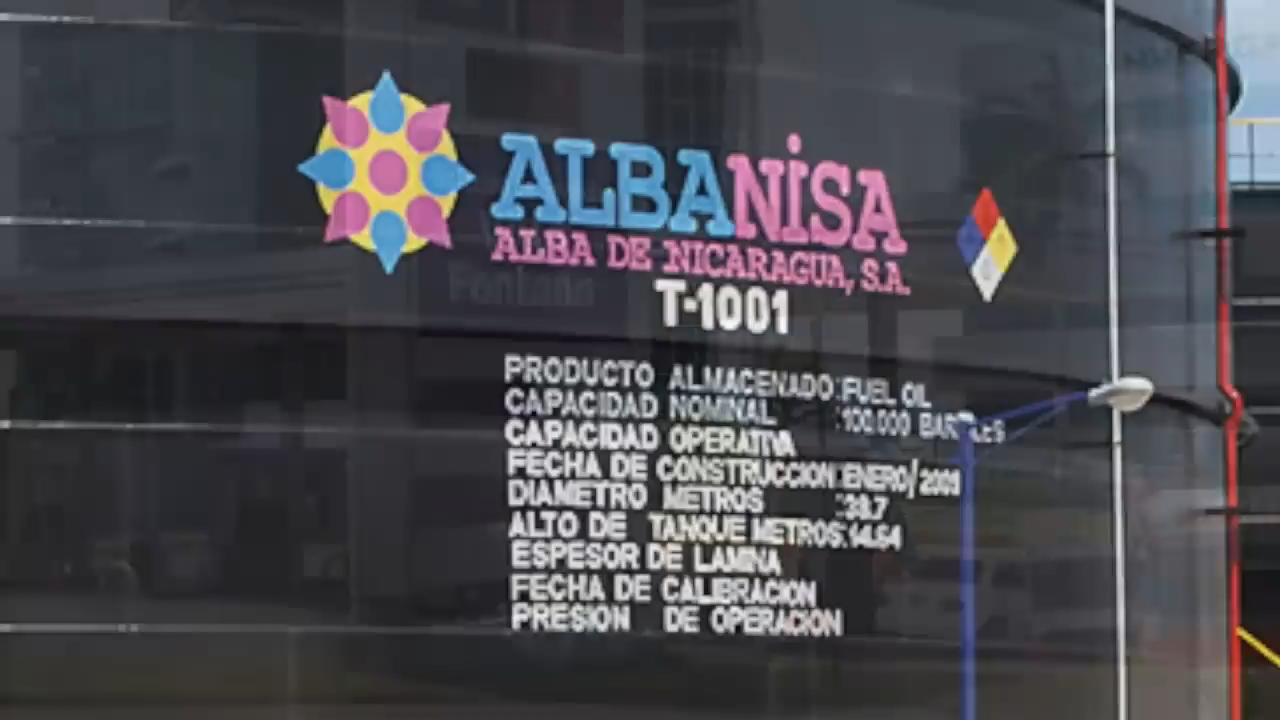 ALBANISA
ALBA DE NICARAGUA, S.A.
T-1001
PRODUCTO ALMACENADO:FUEL OIL
CAPACIDAD NOMINAL :100.000 BARRILES
CAPACIDAD OPERATIVA
FECHA DE CONSTRUCCION:ENERO/ 2009
DIAMETRO METROS :38.7
ALTO DE TANQUE METROS:14.64
ESPESOR DE LAMINA
FECHA DE CALIBRACION
PRESION DE OPERACION